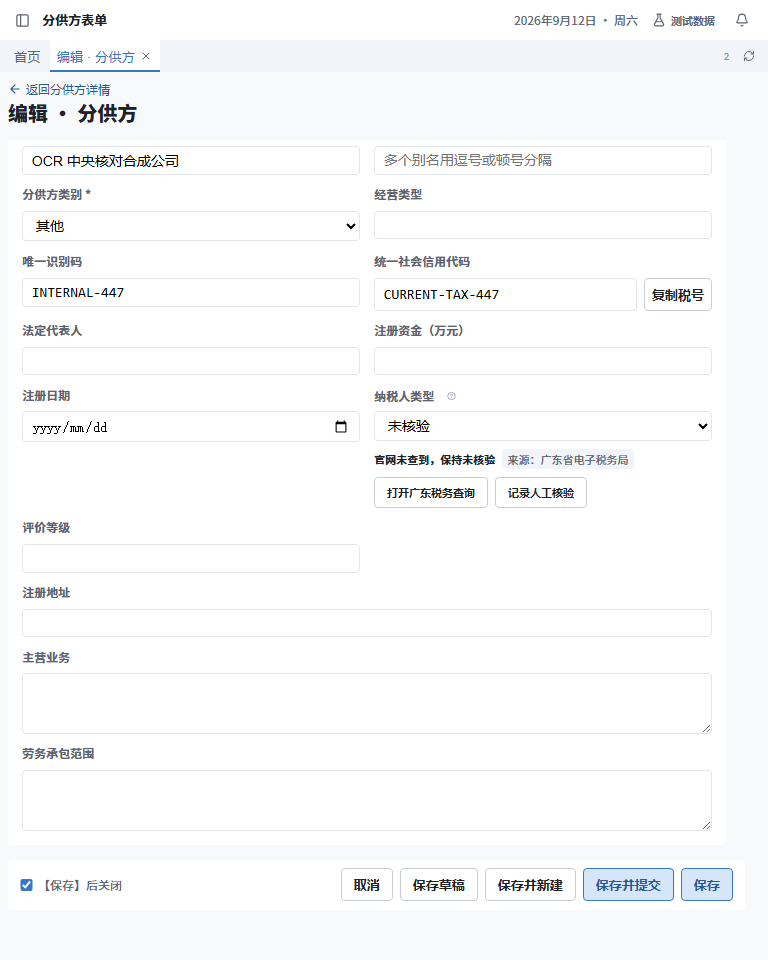 供方表单
2026年9月12日 · 周六 测试数据
首页 编辑 · 分供方 ×
2
← 返回分供方详情
编辑 · 分供方
OCR 中央核对合成公司 多个别名用逗号或顿号分隔
分供方类别 * 经营类型
其他
唯一识别码 统一社会信用代码
INTERNAL-447 CURRENT-TAX-447 复制税号
法定代表人 注册资金（万元）
注册日期 纳税人类型
yyyy/mm/dd 未核验
官网未查到，保持未核验 来源：广东省电子税务局
打开广东税务查询 记录人工核验
评价等级
注册地址
主营业务
劳务承包范围
【保存】后关闭 取消 保存草稿 保存并新建 保存并提交 保存